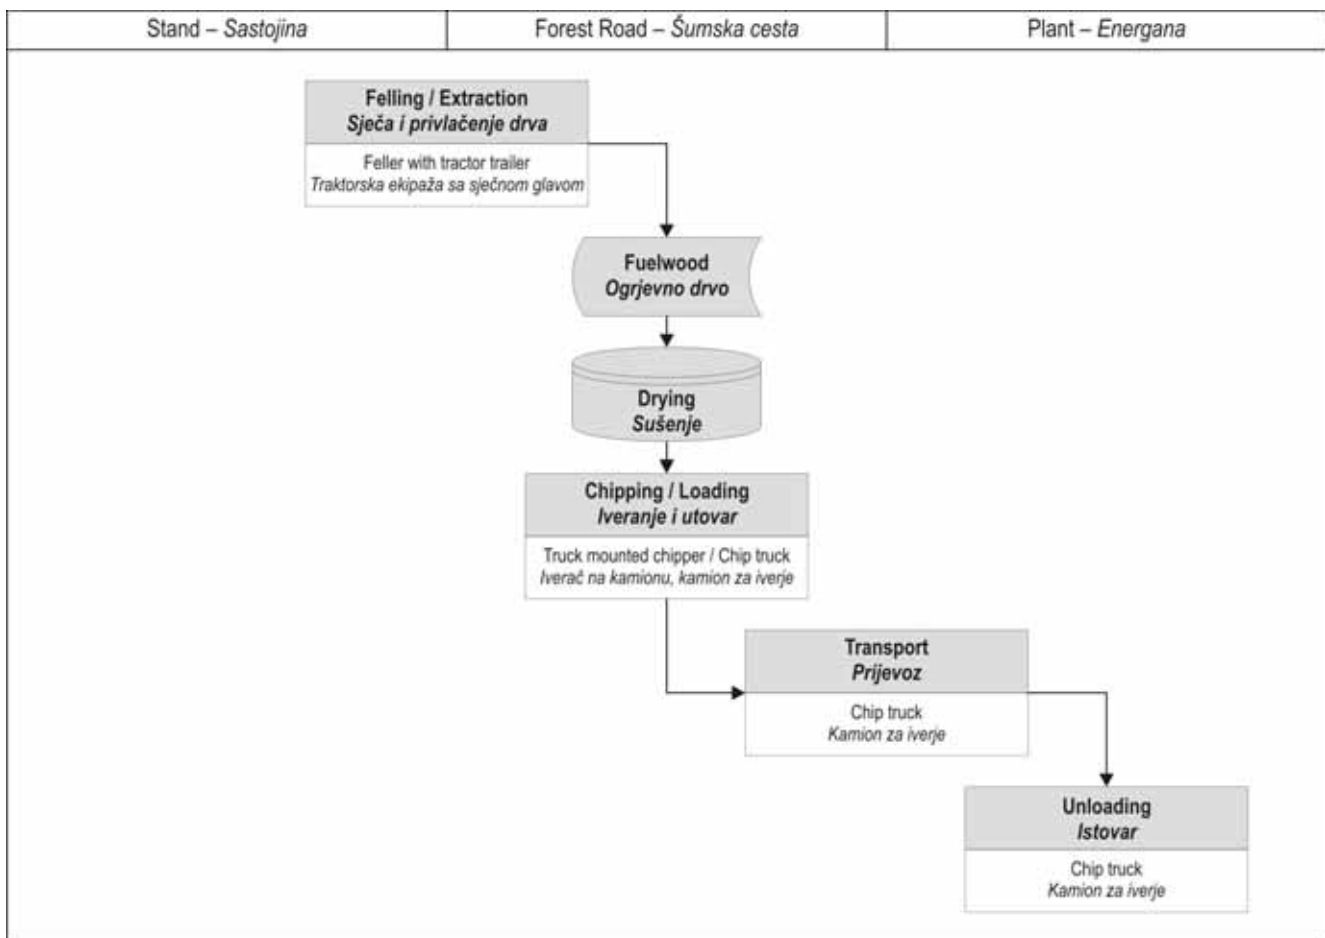 Stand – Sastojina
Forest Road – Šumska cesta
Plant – Energana
Felling / Extraction
Sječa i privlačenje drva
Feller with tractor trailer
Traktorska ekipaža sa sječnom glavom
Fuelwood
Ogrjevno drvo
Drying
Sušenje
Chipping / Loading
Iveranje i utovar
Truck mounted chipper / Chip truck
Iverač na kamionu, kamion za iverje
Transport
Prijevoz
Chip truck
Kamion za iverje
Unloading
Istovar
Chip truck
Kamion za iverje